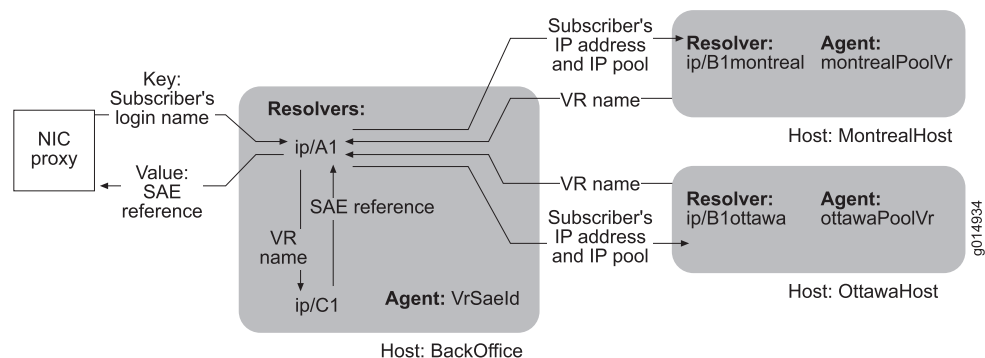 Key:
Subscriber's
login name
NIC
proxy
Value:
SAE
reference
Resolvers:
ip/A1
SAE reference
VR
name
ip/C1
Agent: VrSaeId
Host: BackOffice
Subscriber's
IP address
and IP pool
VR name
Resolver: Agent:
ip/B1montreal montrealPoolVr
Host: MontrealHost
VR name
Subscriber's
IP address
and IP pool
Resolver: Agent:
ip/B1ottawa ottawaPoolVr
Host: OttawaHost
g014934